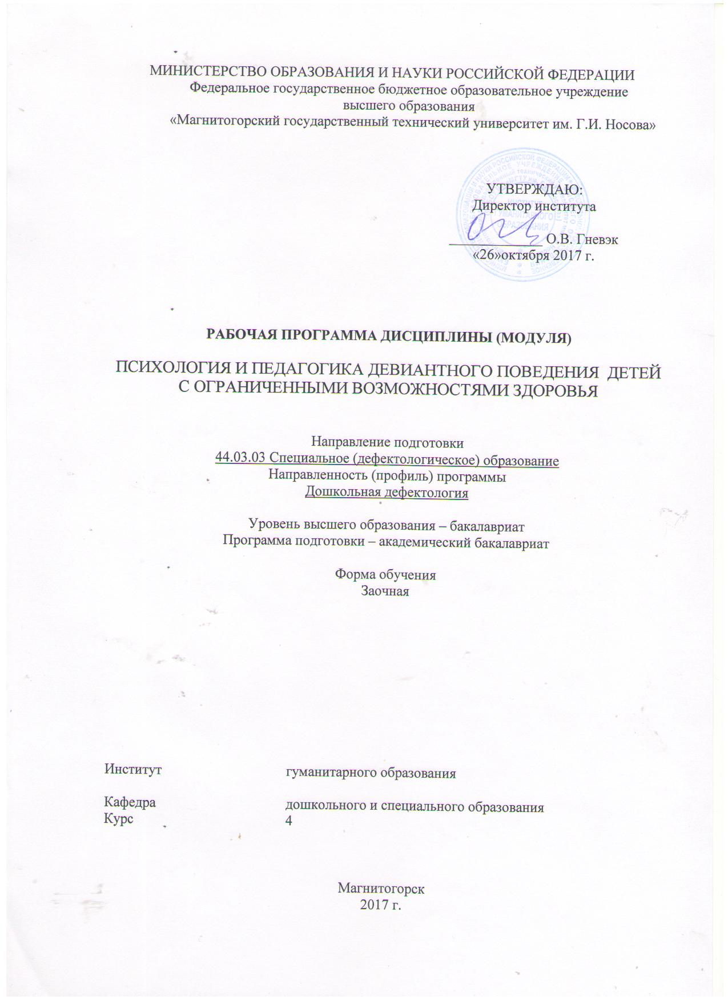 МИНИСТЕРСТВО ОБРАЗОВАНИЯ И НАУКИ РОССИЙСКОЙ ФЕДЕРАЦИИ
Федеральное государственное бюджетное образовательное учреждение
высшего образования
«Магнитогорский государственный технический университет им. Г.И. Носова»
УТВЕРЖДАЮ:
Директор института
О.В. Гневэк
«26»октября 2017 г.
ИНСТИТУТ
ГУМАНИТАРНОГО
ОБРАЗОВАНИЯ
РАБОЧАЯ ПРОГРАММА ДИСЦИПЛИНЫ (МОДУЛЯ)
ПСИХОЛОГИЯ И ПЕДАГОГИКА ДЕВИАНТНОГО ПОВЕДЕНИЯ ДЕТЕЙ
С ОГРАНИЧЕННЫМИ ВОЗМОЖНОСТЯМИ ЗДОРОВЬЯ
Направление подготовки
44.03.03 Специальное (дефектологическое) образование
Направленность (профиль) программы
Дошкольная дефектология
Уровень высшего образования – бакалавриат
Программа подготовки – академический бакалавриат
Форма обучения
Заочная
Институт гуманитарного образования
Кафедра дошкольного и специального образования
Курс 4
Магнитогорск
2017 г.